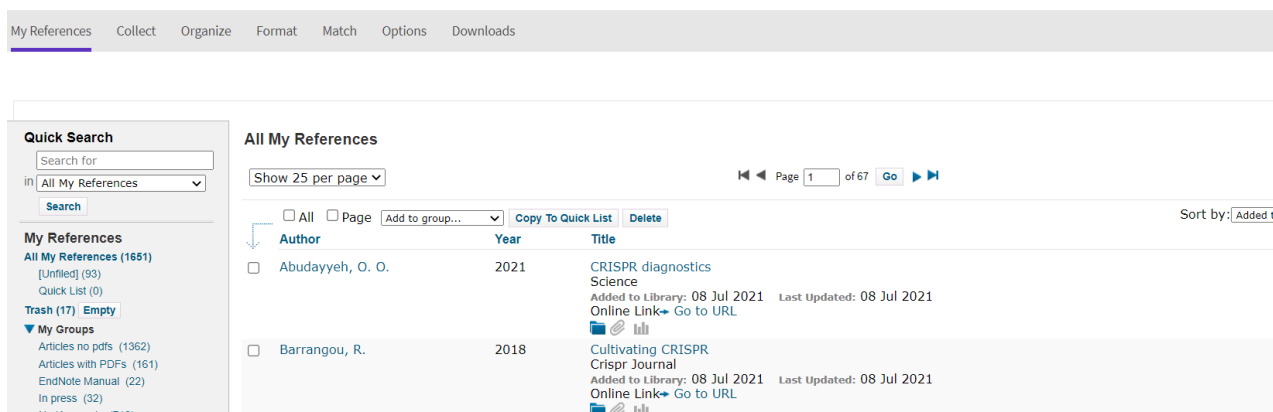 My References Collect Organize Format Match Options Downloads
Quick Search
Search for
in All My References
Search
My References
All My References (1651)
[Unfiled] (93)
Quick List (0)
Trash (17) Empty
My Groups
Articles no pdfs (1362)
Articles with PDFs (161)
EndNote Manual (22)
In press (32)
All My References
Show 25 per page
Page 1 of 67 Go
All Page Add to group... Copy To Quick List Delete
Sort by: Added
Author Year Title
Abudayyeh, O. O. 2021 CRISPR diagnostics
Science
Added to Library: 08 Jul 2021 Last Updated: 08 Jul 2021
Online Link Go to URL
Barrangou, R. 2018 Cultivating CRISPR
Crispr Journal
Added to Library: 08 Jul 2021 Last Updated: 08 Jul 2021
Online Link Go to URL